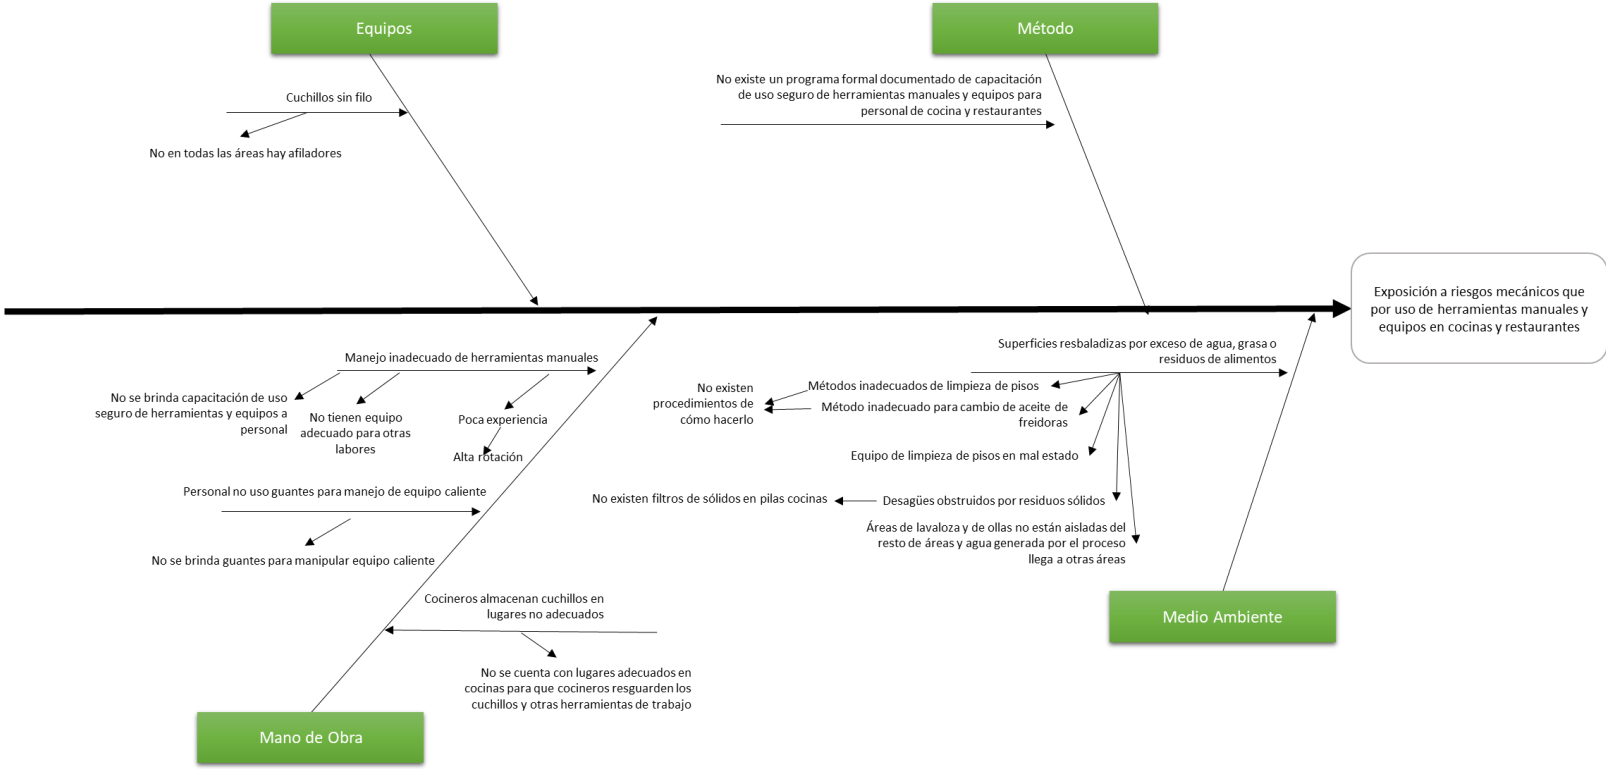 Equipos
Método
Cuchillos sin filo
No en todas las áreas hay afiladores
No existe un programa formal documentado de capacitación
de uso seguro de herramientas manuales y equipos para
personal de cocina y restaurantes
Exposición a riesgos mecánicos que
por uso de herramientas manuales y
equipos en cocinas y restaurantes
Manejo inadecuado de herramientas manuales
No se brinda capacitación de uso
seguro de herramientas y equipos a
personal
No tienen equipo
adecuado para otras
labores
Poca experiencia
Alta rotación
Personal no uso guantes para manejo de equipo caliente
No se brinda guantes para manipular equipo caliente
Cocineros almacenan cuchillos en
lugares no adecuados
No se cuenta con lugares adecuados en
cocinas para que cocineros resguarden los
cuchillos y otras herramientas de trabajo
Mano de Obra
Superficies resbaladizas por exceso de agua, grasa o
residuos de alimentos
No existen
procedimientos de
cómo hacerlo
Métodos inadecuados de limpieza de pisos
Método inadecuado para cambio de aceite de
freidoras
Equipo de limpieza de pisos en mal estado
No existen filtros de sólidos en pilas cocinas
Desagües obstruidos por residuos sólidos
Áreas de lavaloza y de ollas no están aisladas del
resto de áreas y agua generada por el proceso
llega a otras áreas
Medio Ambiente